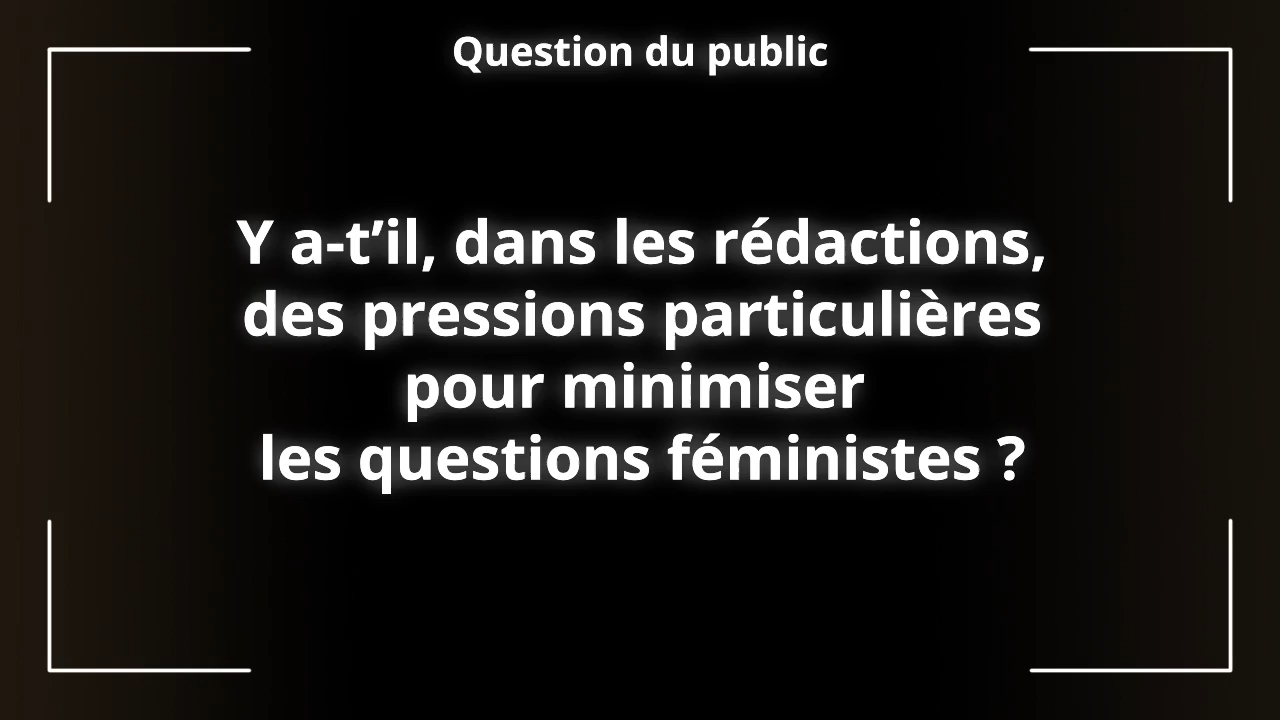 Question du public
Y a-t’il, dans les rédactions,
des pressions particulières
pour minimiser
les questions féministes ?